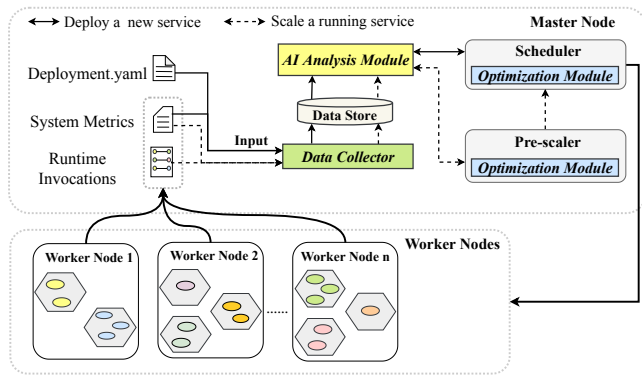 Deploy a new service
Scale a running service
Master Node
Deployment.yaml
System Metrics
Runtime
Invocations
Input
AI Analysis Module
Data Store
Data Collector
Scheduler
Optimization Module
Pre-scaler
Optimization Module
Worker Nodes
Worker Node 1
Worker Node 2
Worker Node n
......